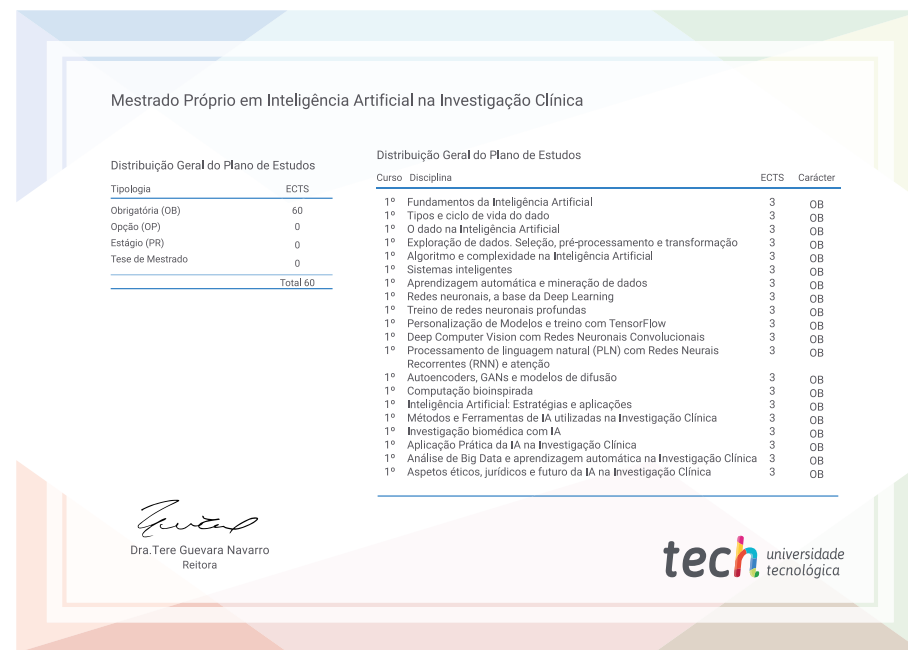 Mestrado Próprio em Inteligência Artificial na Investigação Clínica
Distribuição Geral do Plano de Estudos
Tipologia ECTS
Obrigatória (OB) 60
Opção (OP) 0
Estágio (PR) 0
Tese de Mestrado 0
Total 60
Distribuição Geral do Plano de Estudos
Curso Disciplina ECTS Carácter
1º Fundamentos da Inteligência Artificial 3 OB
1º Tipos e ciclo de vida do dado 3 OB
1º O dado na Inteligência Artificial 3 OB
1º Exploração de dados. Seleção, pré-processamento e transformação 3 OB
1º Algoritmo e complexidade na Inteligência Artificial 3 OB
1º Sistemas inteligentes 3 OB
1º Aprendizagem automática e mineração de dados 3 OB
1º Redes neuronais, a base da Deep Learning 3 OB
1º Treino de redes neuronais profundas 3 OB
1º Personalização de Modelos e treino com TensorFlow 3 OB
1º Deep Computer Vision com Redes Neuronais Convolucionais 3 OB
1º Processamento de linguagem natural (PLN) com Redes Neurais 3 OB
Recorrentes (RNN) e atenção
1º Autoencoders, GANs e modelos de difusão 3 OB
1º Computação bioinspirada 3 OB
1º Inteligência Artificial: Estratégias e aplicações 3 OB
1º Métodos e Ferramentas de IA utilizadas na Investigação Clínica 3 OB
1º Investigação biomédica com IA 3 OB
1º Aplicação Prática da IA na Investigação Clínica 3 OB
1º Análise de Big Data e aprendizagem automática na Investigação Clínica 3 OB
1º Aspetos éticos, jurídicos e futuro da IA na Investigação Clínica 3 OB
Dra.Tere Guevara Navarro
Reitora
tech universidade
tecnológica